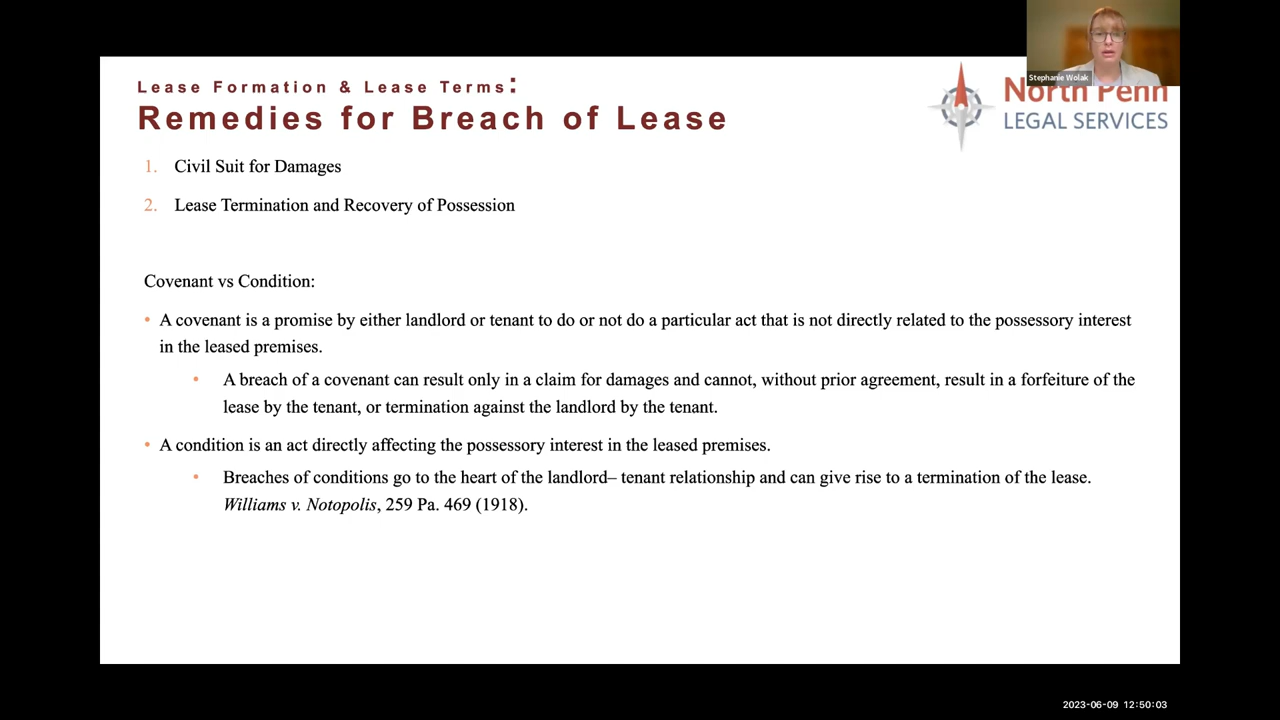 Stephanie Wolak
Lease Formation & Lease Terms:
Remedies for Breach of Lease
North Penn
LEGAL SERVICES
1. Civil Suit for Damages
2. Lease Termination and Recovery of Possession
Covenant vs Condition:
• A covenant is a promise by either landlord or tenant to do or not do a particular act that is not directly related to the possessory interest
in the leased premises.
• A breach of a covenant can result only in a claim for damages and cannot, without prior agreement, result in a forfeiture of the
lease by the tenant, or termination against the landlord by the tenant.
• A condition is an act directly affecting the possessory interest in the leased premises.
• Breaches of conditions go to the heart of the landlord– tenant relationship and can give rise to a termination of the lease.
Williams v. Notopolis, 259 Pa. 469 (1918).
2023-06-09 12:50:03